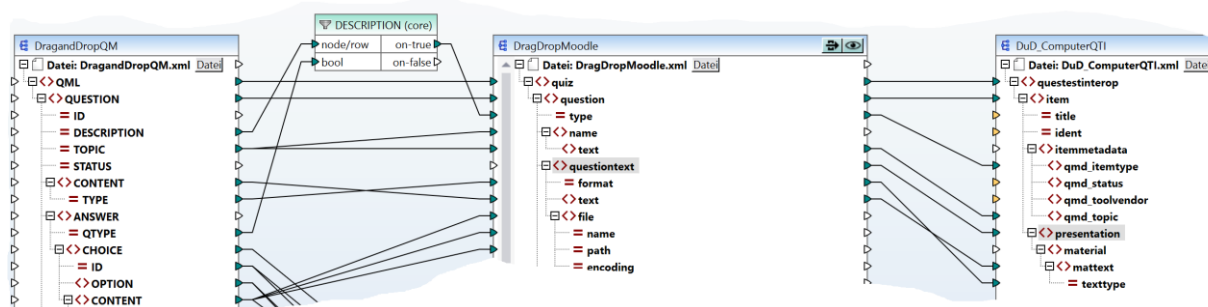 DESCRIPTION (core)
node/row on-true
bool on-false
DragandDropQM
Datei: DragandDropQM.xml Datei
QML
QUESTION
ID
DESCRIPTION
TOPIC
STATUS
CONTENT
TYPE
ANSWER
QTYPE
CHOICE
ID
OPTION
CONTENT
DragDropMoodle
Datei: DragDropMoodle.xml Datei
quiz
question
type
name
text
questiontext
format
text
file
name
path
encoding
DuD_ComputerQTI
Datei: DuD_ComputerQTI.xml Datei
questestinterop
item
title
ident
itemmetadata
qmd_itemtype
qmd_status
qmd_toolvendor
qmd_topic
presentation
material
mattext
texttype